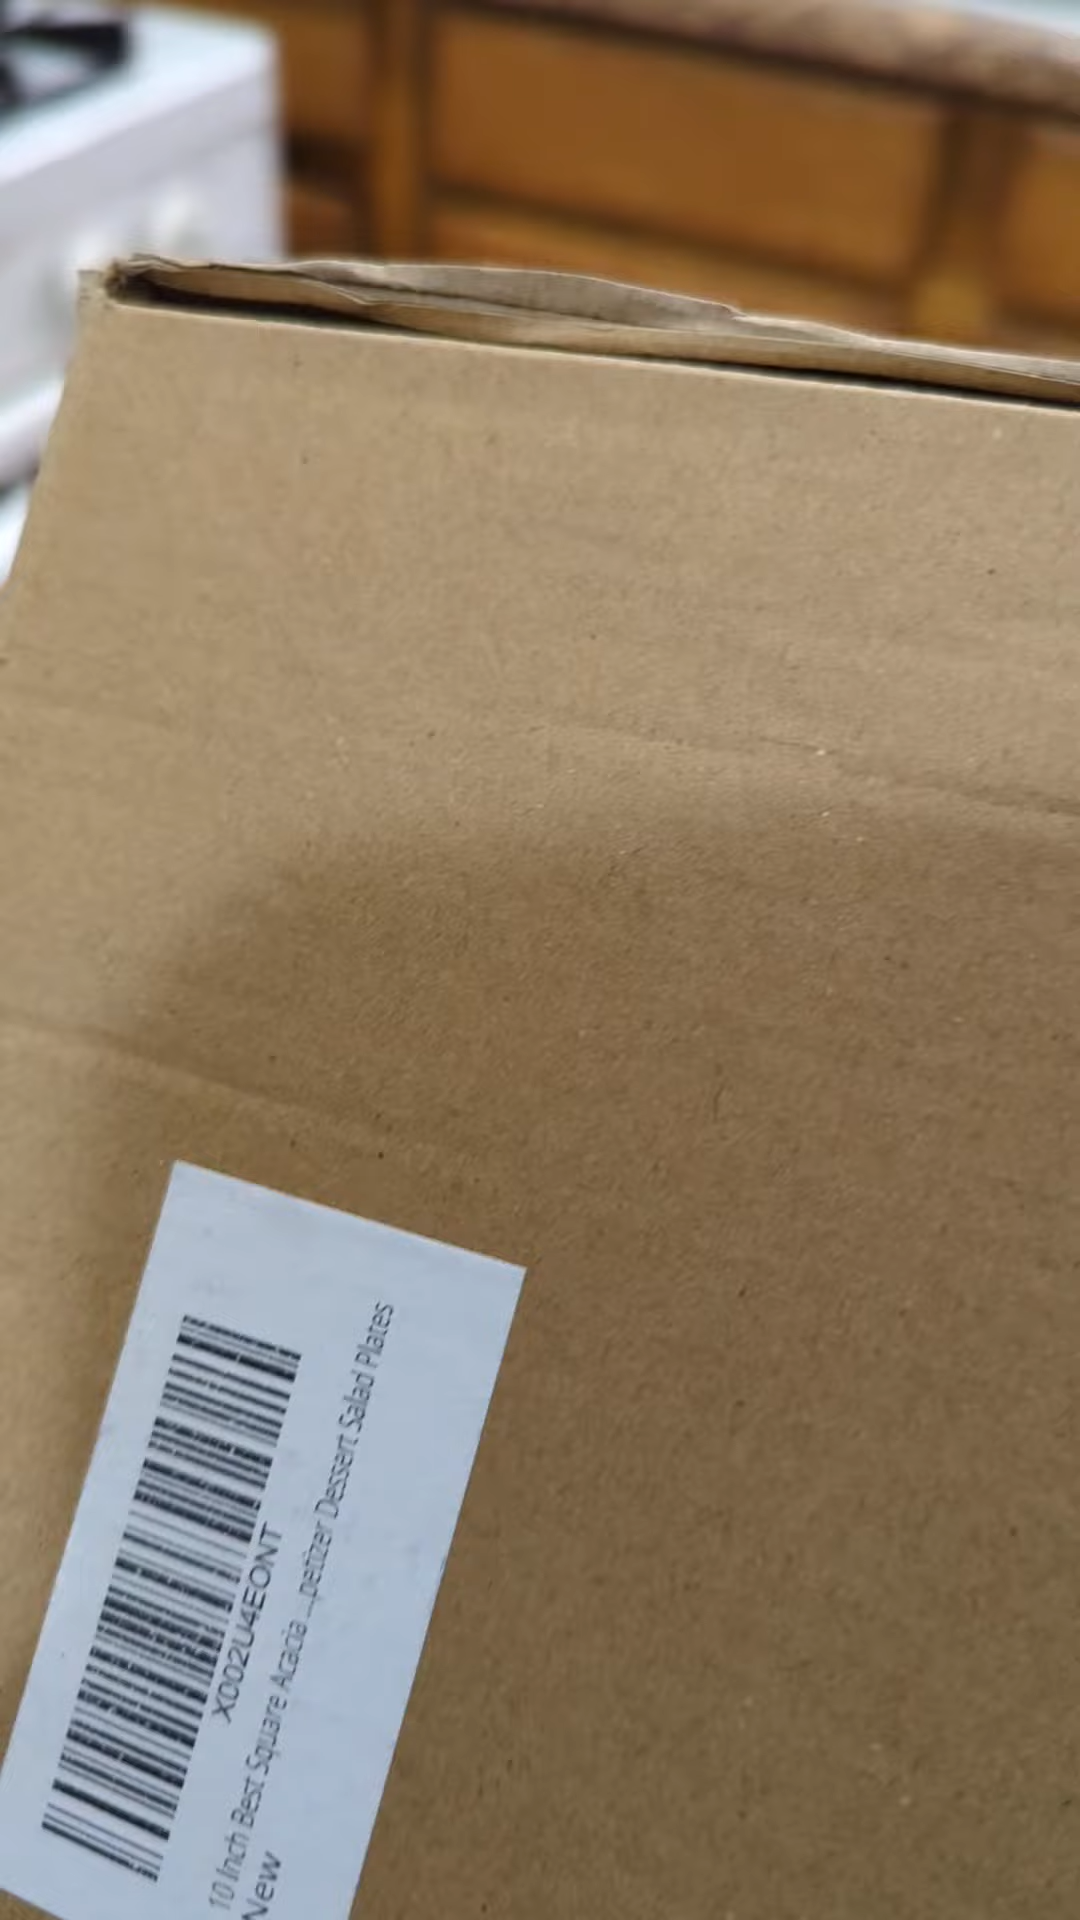 X002U4EONT
10 Inch Best Square Acacia ...petizer Dessert Salad Plates
New